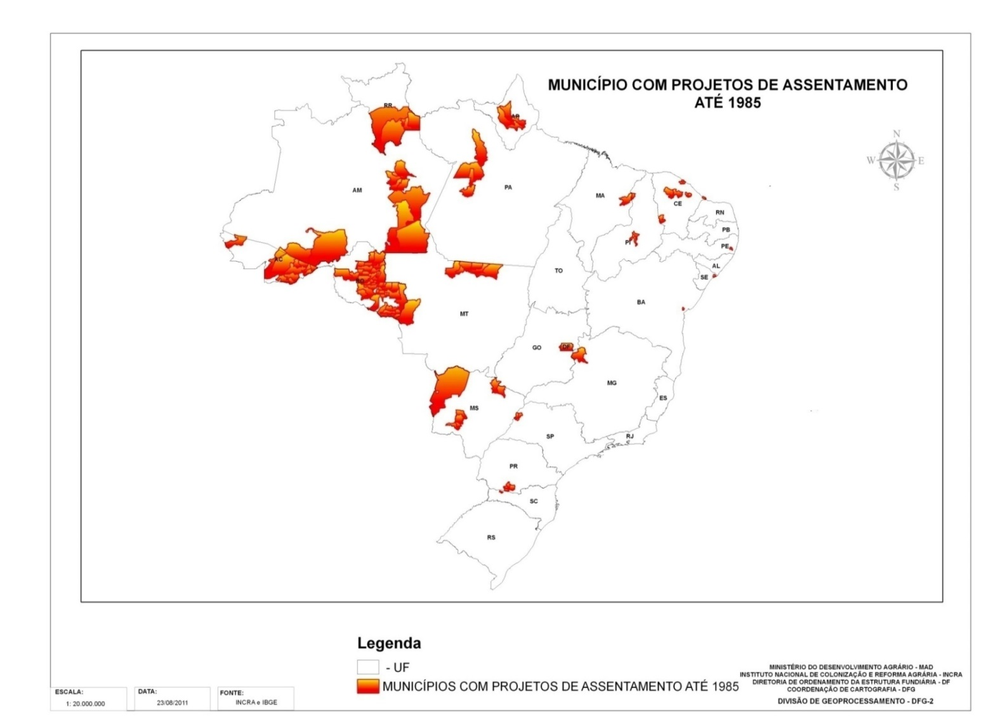 MUNICÍPIO COM PROJETOS DE ASSENTAMENTO
ATÉ 1985
N
W
E
S
RR
AP
AM
PA
MA
CE
RN
PB
PI
PE
AC
AL
TO
SE
RO
BA
MT
GO
DF
MG
ES
MS
SP
RJ
PR
SC
RS
Legenda
- UF
MUNICÍPIOS COM PROJETOS DE ASSENTAMENTO ATÉ 1985
ESCALA:
1: 20.000.000
DATA:
23/08/2011
FONTE:
INCRA e IBGE
MINISTÉRIO DO DESENVOLVIMENTO AGRÁRIO - MAD
INSTITUTO NACIONAL DE COLONIZAÇÃO E REFORMA AGRÁRIA - INCRA
DIRETORIA DE ORDENAMENTO DA ESTRUTURA FUNDIÁRIA - DF
COORDENAÇÃO DE CARTOGRAFIA - DFG
DIVISÃO DE GEOPROCESSAMENTO - DFG-2